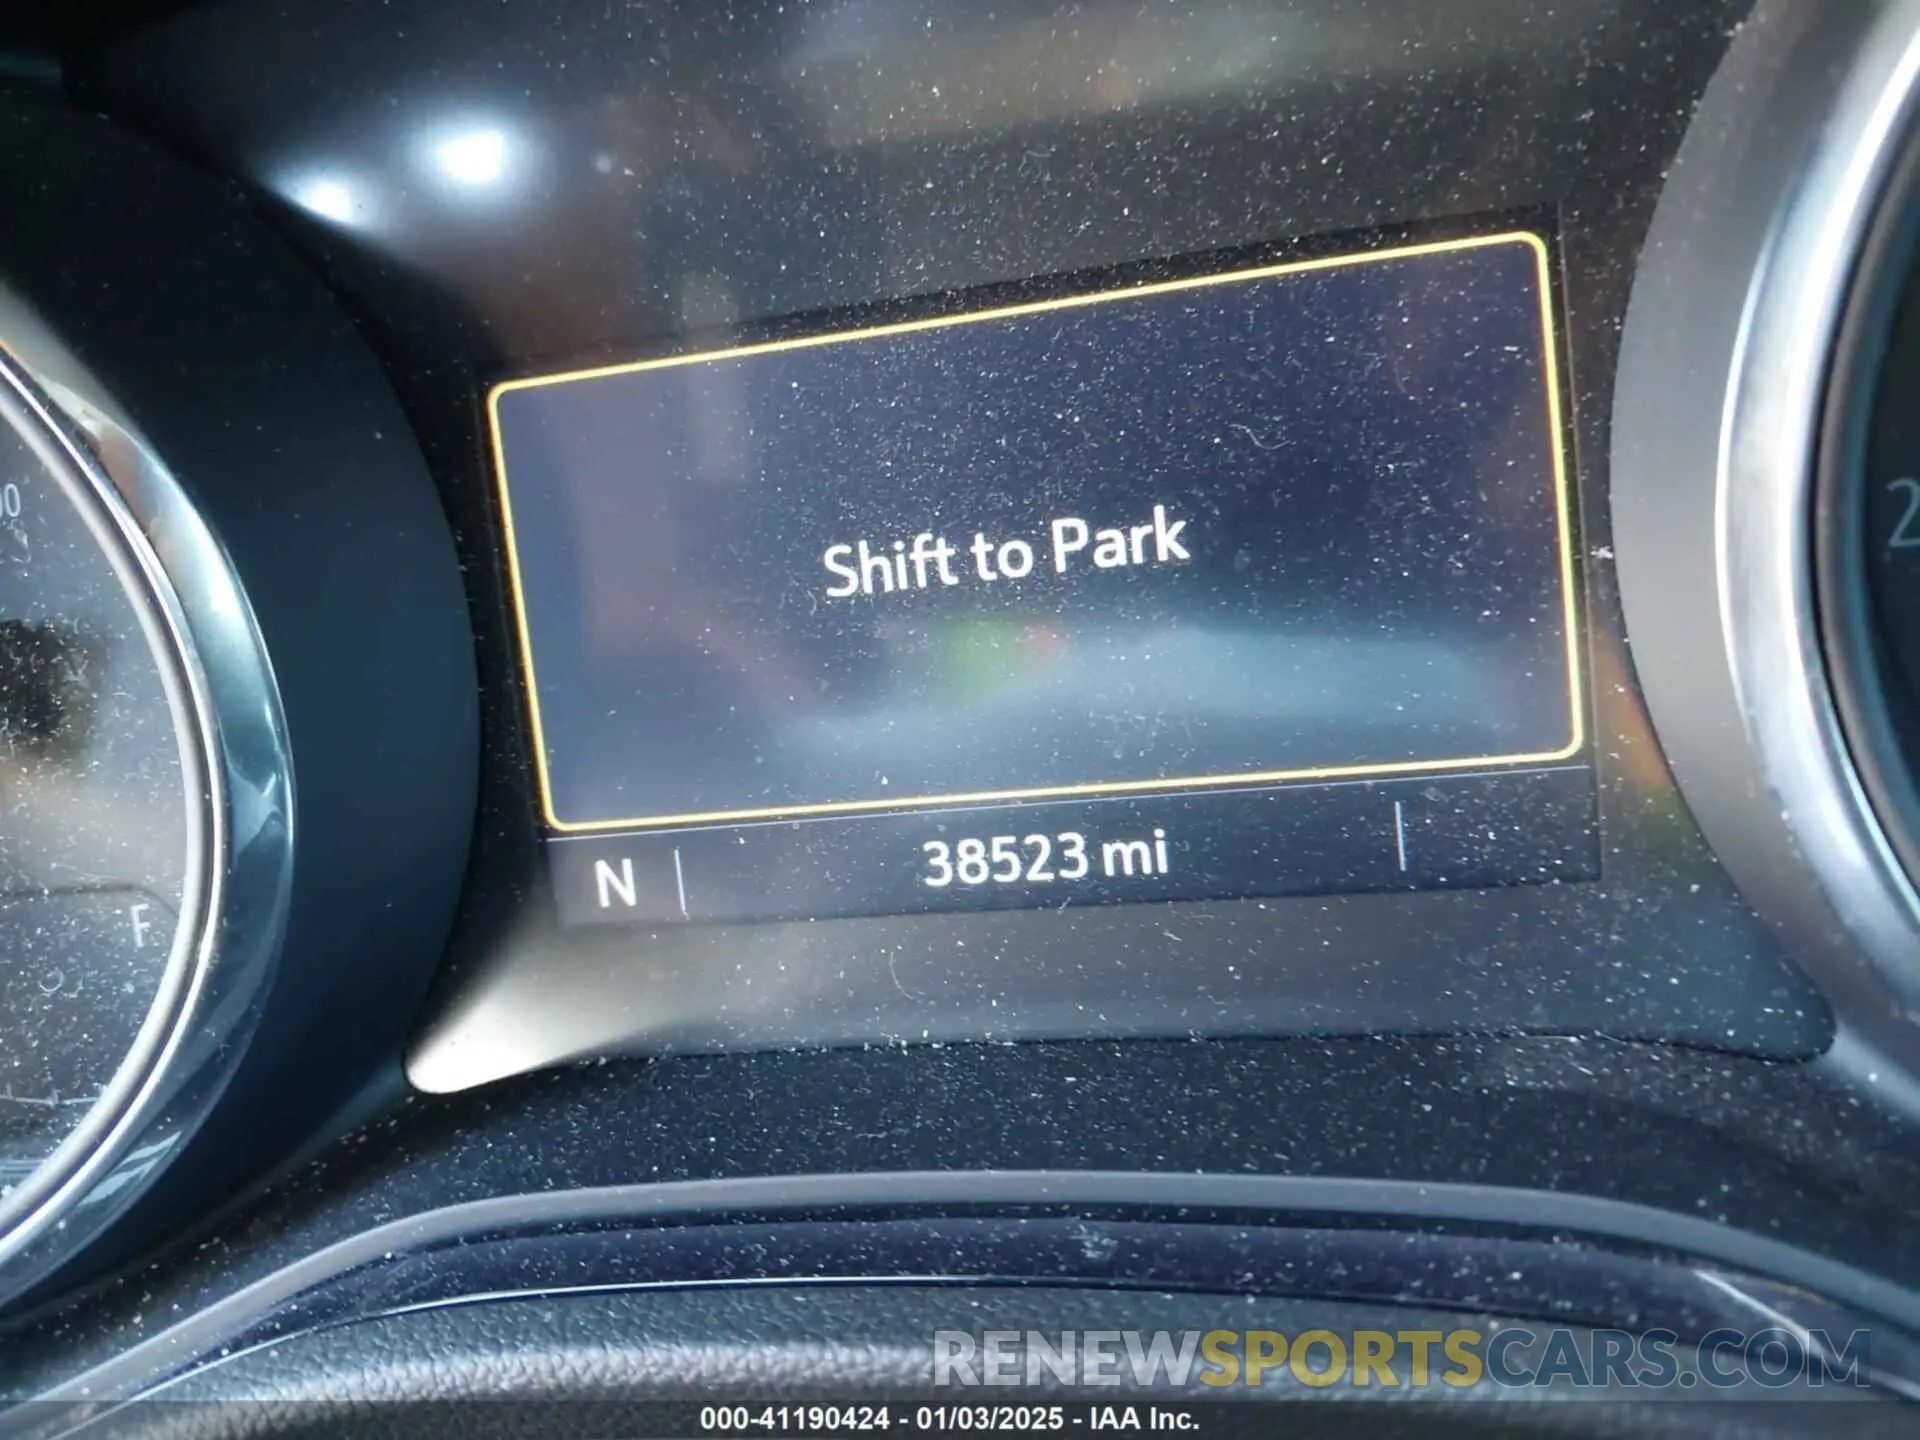 Shift to Park
N
38523 mi
F
RENEWSPORTSCARS.COM
000-41190424 - 01/03/2025 - IAA Inc.